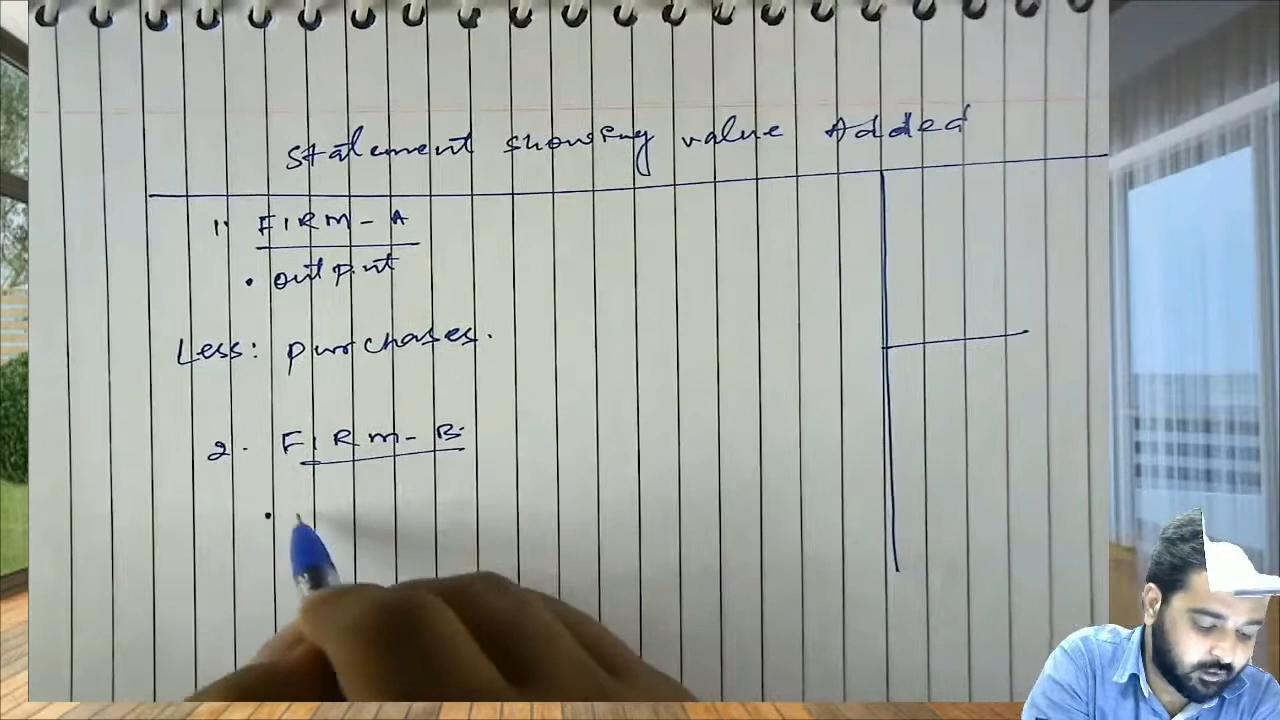 Statement showing value Added
1) FIRM - A
• output
Less: purchases.
2. FIRM - B
•